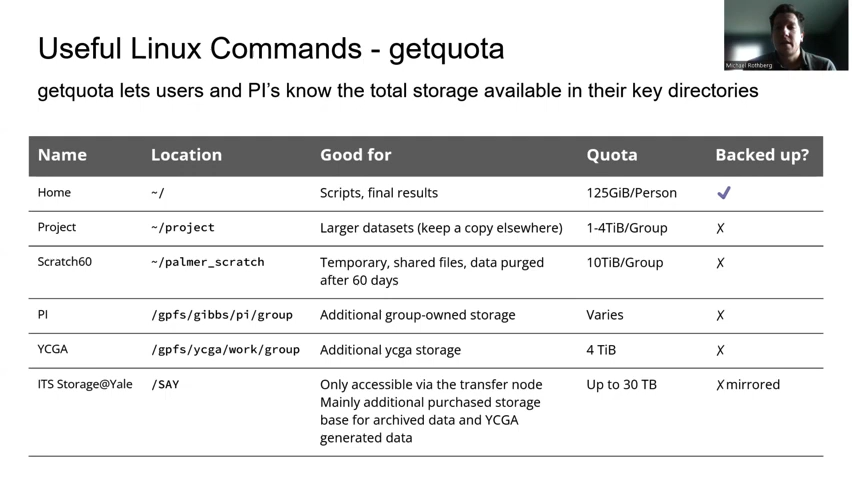 Useful Linux Commands - getquota
Michael Rothberg
getquota lets users and PI's know the total storage available in their key directories
Name Location Good for Quota Backed up?
Home ~/ Scripts, final results 125GiB/Person ✓
Project ~/project Larger datasets (keep a copy elsewhere) 1-4TiB/Group ✗
Scratch60 ~/palmer_scratch Temporary, shared files, data purged 10TiB/Group ✗
after 60 days
PI /gpfs/gibbs/pi/group Additional group-owned storage Varies ✗
YCGA /gpfs/ycga/work/group Additional ycga storage 4 TiB ✗
ITS Storage@Yale /SAY Only accessible via the transfer node Up to 30 TB ✗mirrored
Mainly additional purchased storage
base for archived data and YCGA
generated data